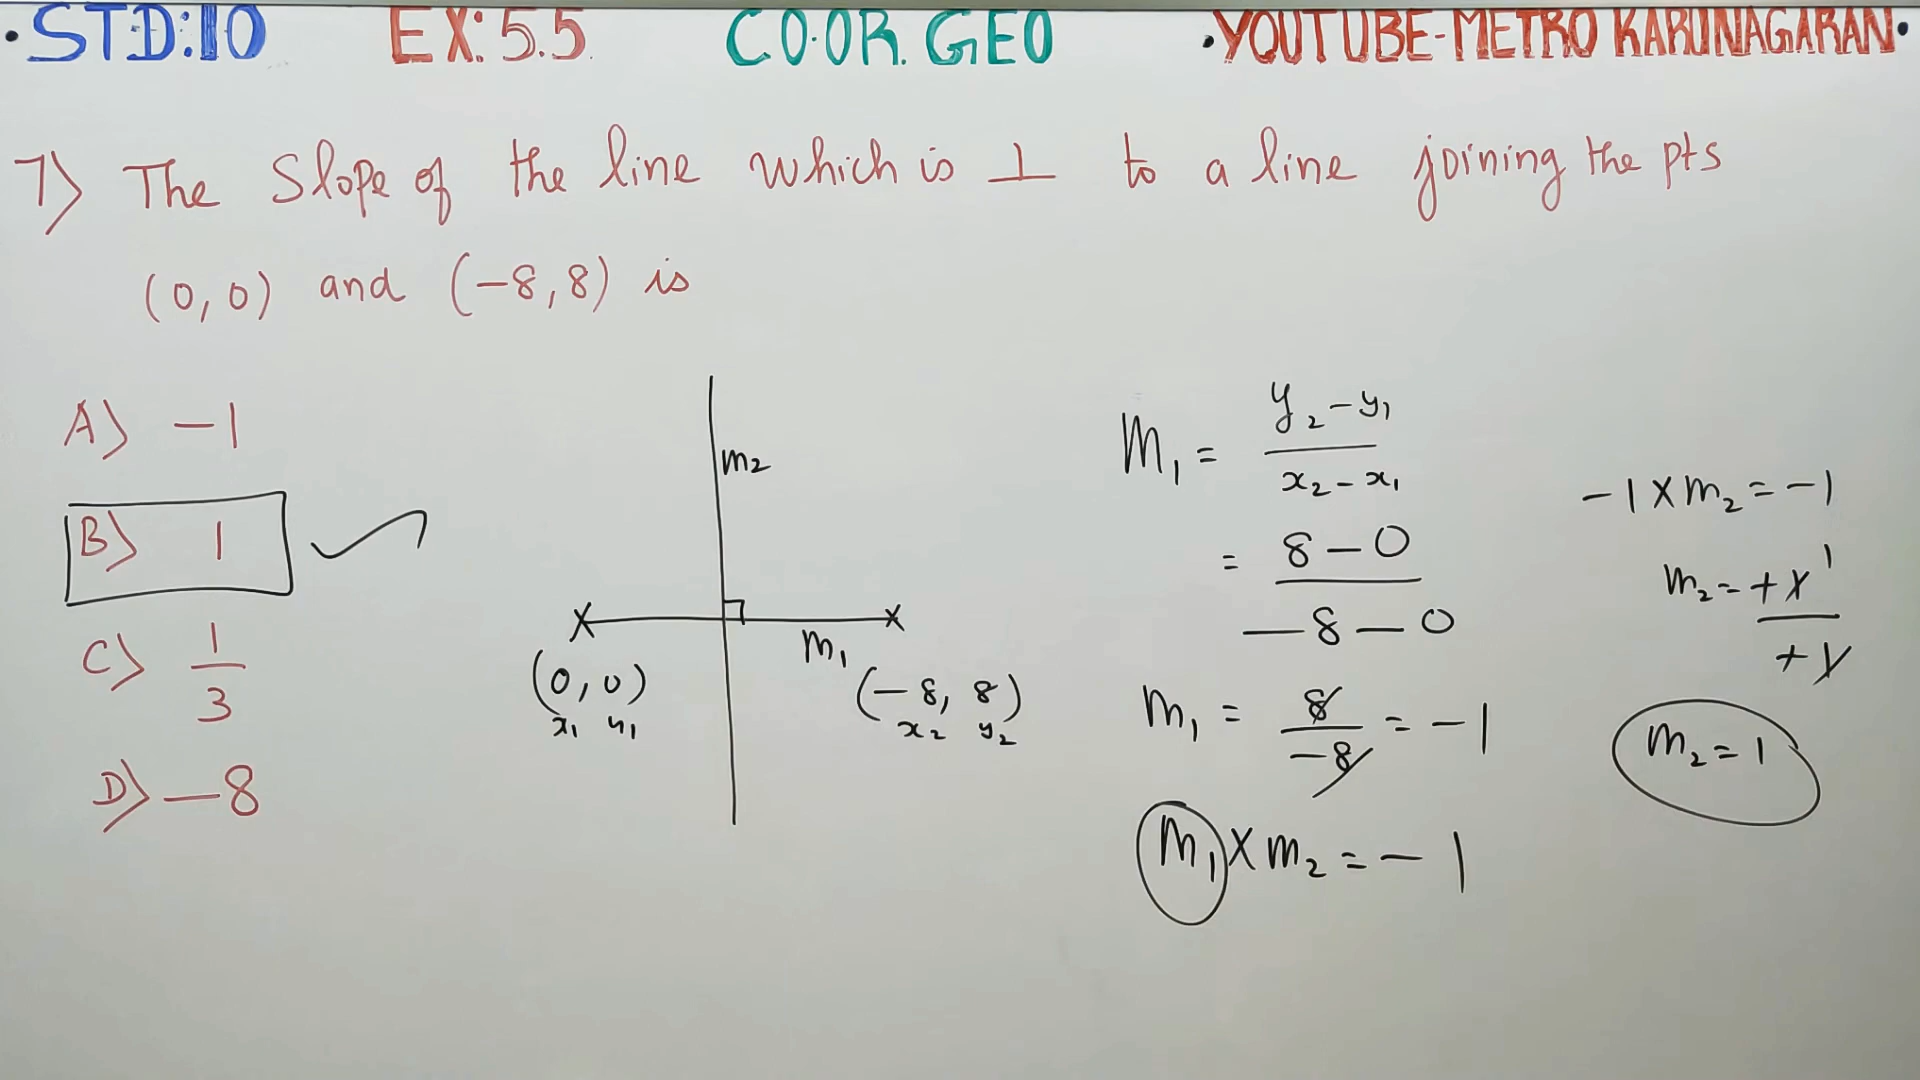 •STD:10 EX:5.5 CO.OR.GEO •YOUTUBE-METRO KARUNAGARAN•
7) The Slope of the line which is ⊥ to a line joining the pts
(0,0) and (-8,8) is
A) -1
B) 1
C) 1/3
D) -8
m2
m1
(0,0)
x1 y1
(-8, 8)
x2 y2
m1 = y2-y1 / x2-x1
= 8-0 / -8-0
m1 = 8/-8 = -1
m1 × m2 = -1
-1×m2 = -1
m2 = +1/+1
m2 = 1